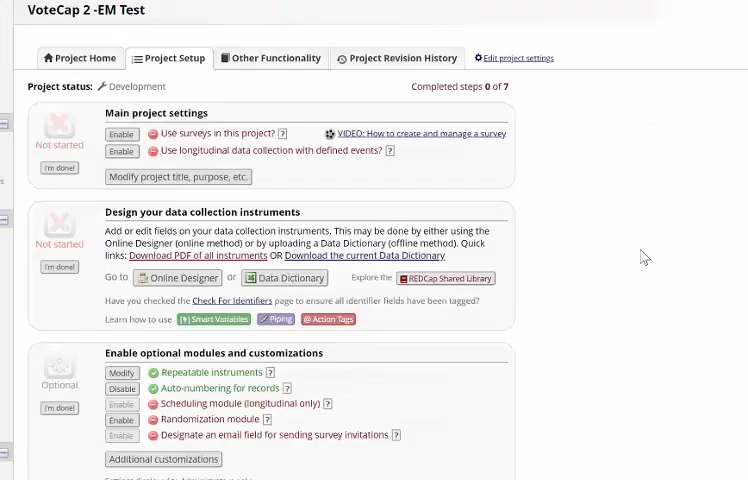 VoteCap 2 -EM Test
Project Home Project Setup Other Functionality Project Revision History Edit project settings
Project status: Development Completed steps 0 of 7
Main project settings
Not started
I'm done!
Enable Use surveys in this project? ? VIDEO: How to create and manage a survey
Enable Use longitudinal data collection with defined events? ?
Modify project title, purpose, etc.
Design your data collection instruments
Not started
I'm done!
Add or edit fields on your data collection instruments. This may be done by either using the
Online Designer (online method) or by uploading a Data Dictionary (offline method). Quick
links: Download PDF of all instruments OR Download the current Data Dictionary
Go to Online Designer or Data Dictionary Explore the REDCap Shared Library
Have you checked the Check For Identifiers page to ensure all identifier fields have been tagged?
Learn how to use Smart Variables Piping @ Action Tags
Enable optional modules and customizations
Optional
I'm done!
Modify Repeatable instruments ?
Disable Auto-numbering for records ?
Enable Scheduling module (longitudinal only) ?
Enable Randomization module ?
Enable Designate an email field for sending survey invitations ?
Additional customizations